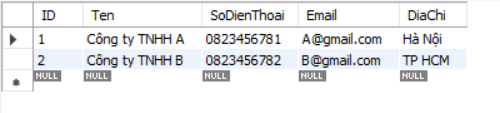 ID Ten SoDienThoai Email DiaChi
1 Công ty TNHH A 0823456781 A@gmail.com Hà Nội
2 Công ty TNHH B 0823456782 B@gmail.com TP HCM
NULL NULL NULL NULL NULL